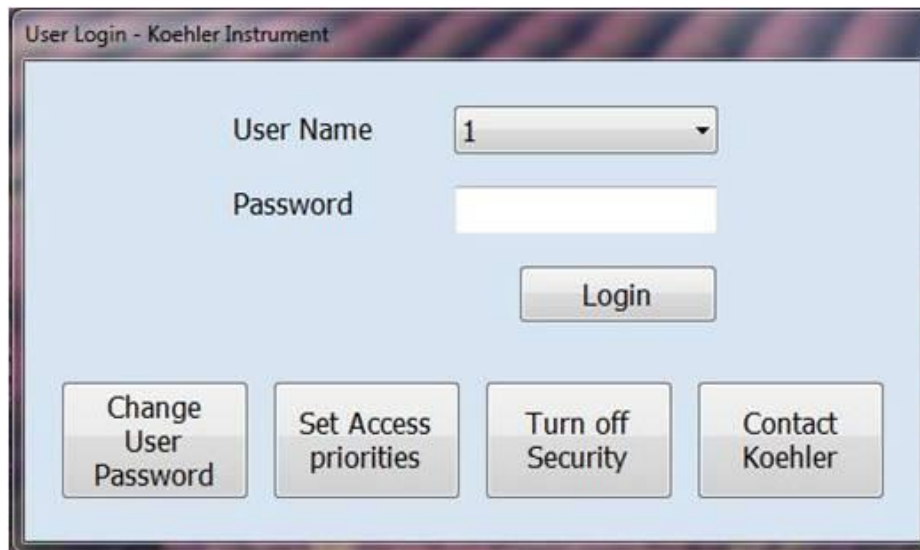 User Login - Koehler Instrument
User Name
1
Password
Login
Change
User
Password
Set Access
priorities
Turn off
Security
Contact
Koehler